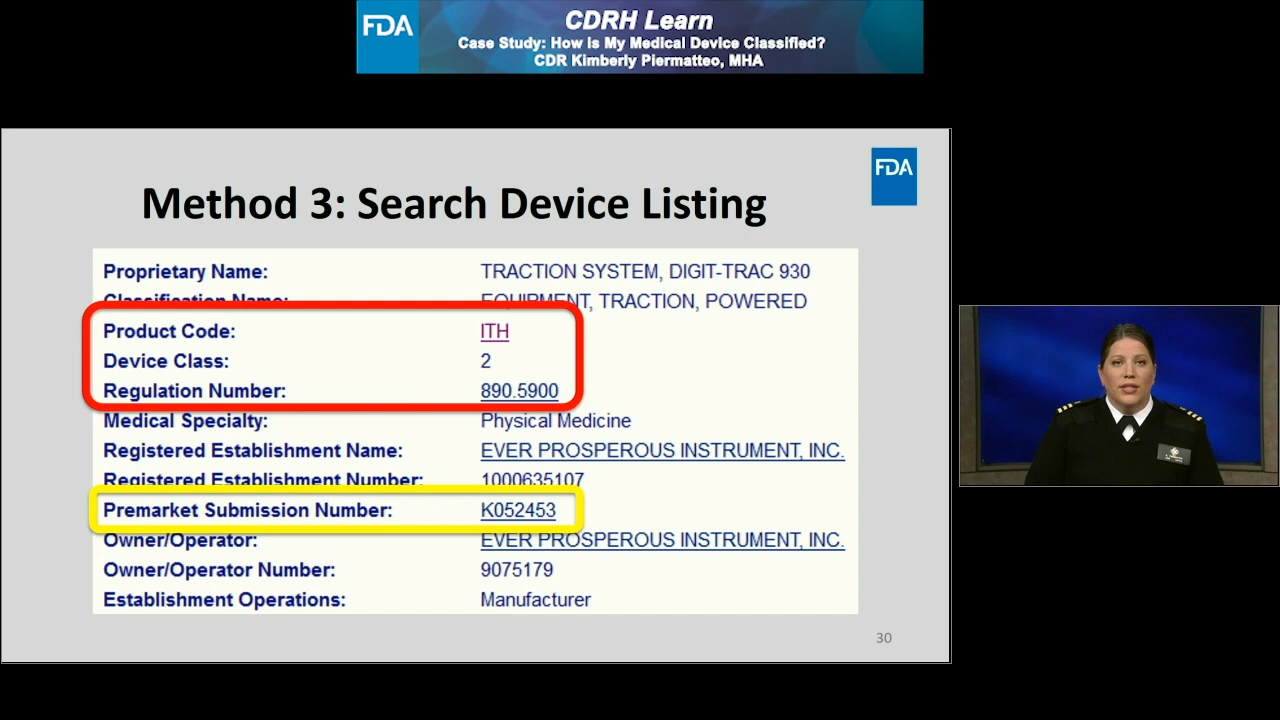 FDA
CDRH Learn
Case Study: How is My Medical Device Classified?
CDR Kimberly Piermatteo, MHA
FDA
Method 3: Search Device Listing
Proprietary Name: TRACTION SYSTEM, DIGIT-TRAC 930
Classification Name: EQUIPMENT, TRACTION, POWERED
Product Code: ITH
Device Class: 2
Regulation Number: 890.5900
Medical Specialty: Physical Medicine
Registered Establishment Name: EVER PROSPEROUS INSTRUMENT, INC.
Registered Establishment Number: 1000635107
Premarket Submission Number: K052453
Owner/Operator: EVER PROSPEROUS INSTRUMENT, INC.
Owner/Operator Number: 9075179
Establishment Operations: Manufacturer
30